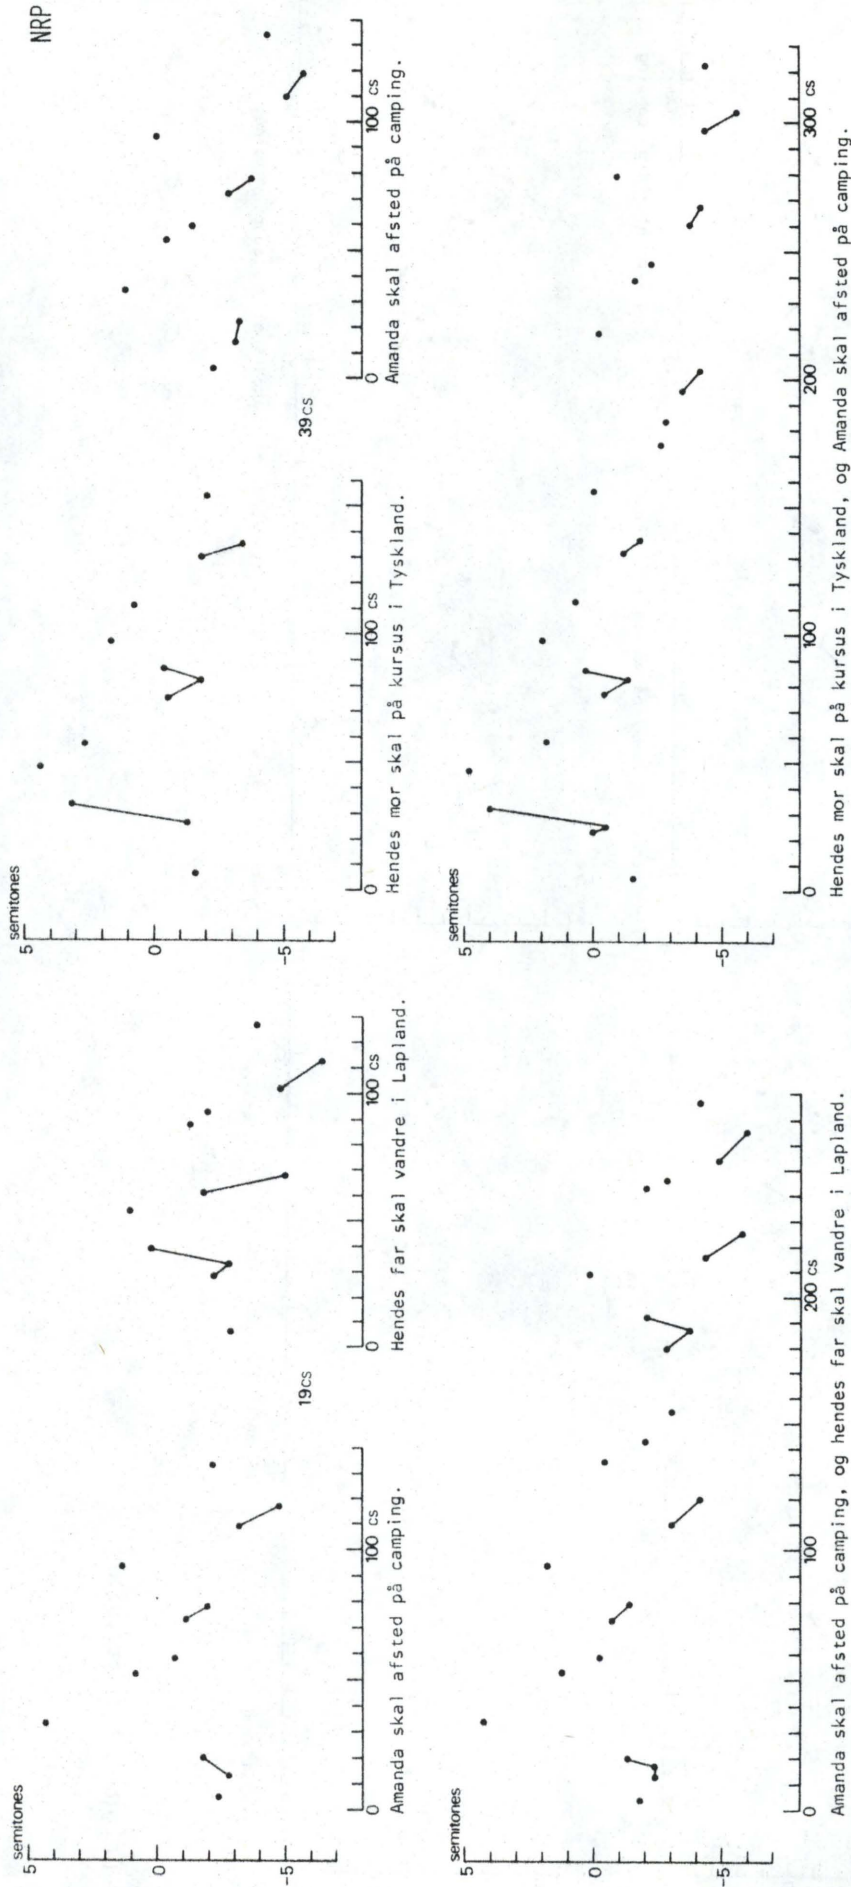 NRP
semitones
5
0
-5
0
100 cs
Amanda skal afsted på camping.
19cs
0
100 cs
Hendes far skal vandre i Lapland.
semitones
5
0
-5
0
100 cs
Hendes mor skal på kursus i Tyskland.
39cs
0
100 cs
Amanda skal afsted på camping.
semitones
5
0
-5
0
100
200 cs
Amanda skal afsted på camping, og hendes far skal vandre i Lapland.
semitones
5
0
-5
0
100
200
300 cs
Hendes mor skal på kursus i Tyskland, og Amanda skal afsted på camping.